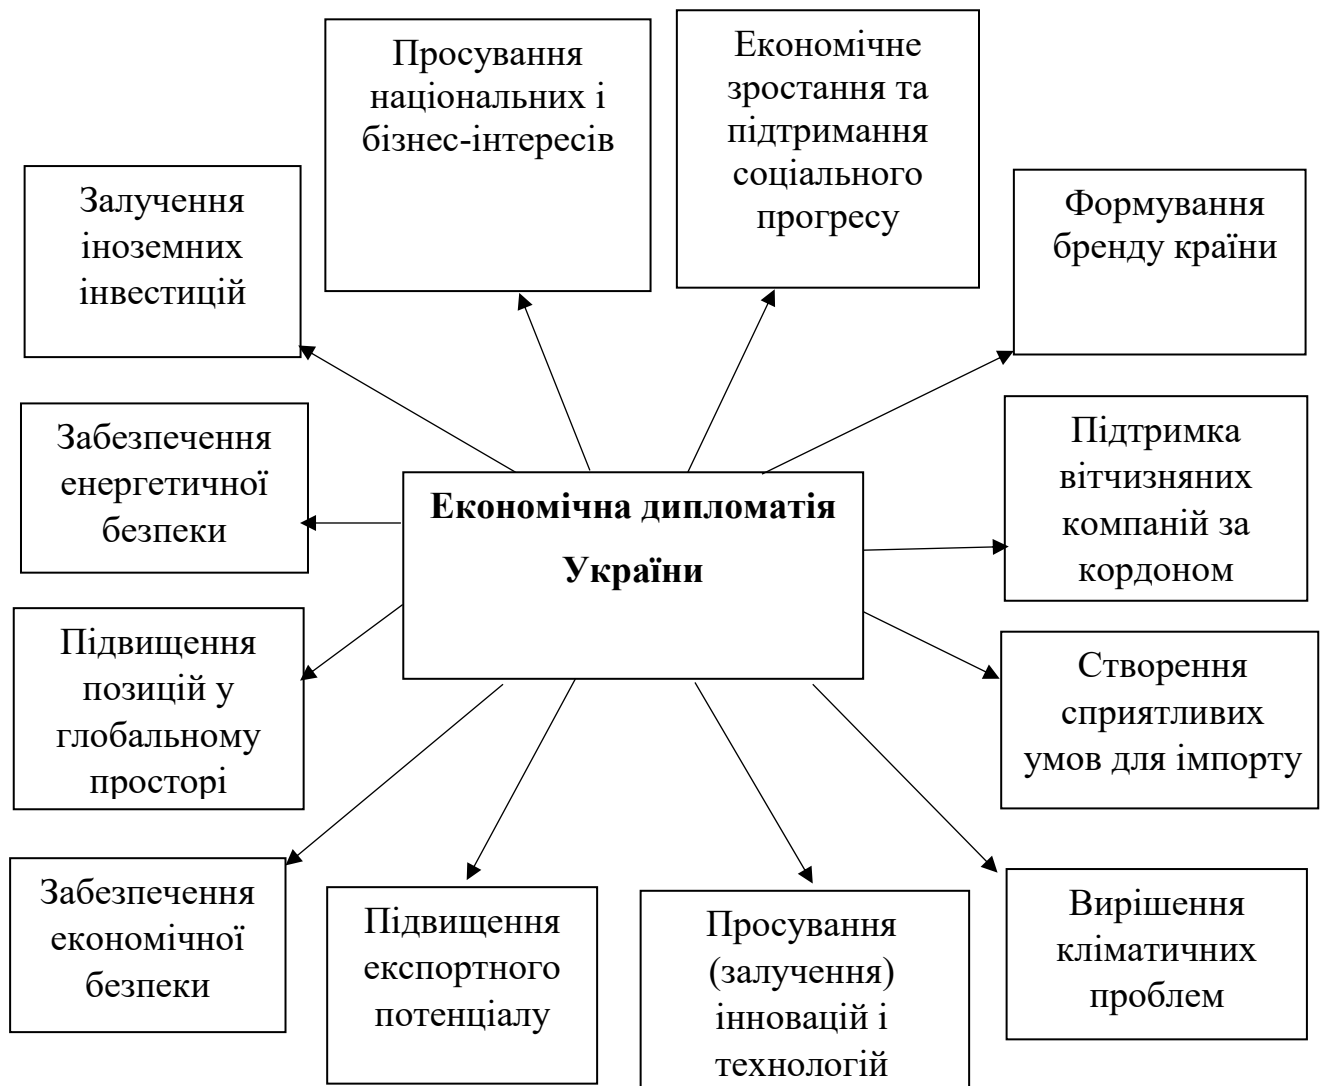 Просування
національних і
бізнес-інтересів
Економічне
зростання та
підтримання
соціального
прогресу
Залучення
іноземних
інвестицій
Формування
бренду країни
Забезпечення
енергетичної
безпеки
Економічна дипломатія
України
Підтримка
вітчизняних
компаній за
кордоном
Підвищення
позицій у
глобальному
просторі
Створення
сприятливих
умов для імпорту
Забезпечення
економічної
безпеки
Підвищення
експортного
потенціалу
Просування
(залучення)
інновацій і
технологій
Вирішення
кліматичних
проблем